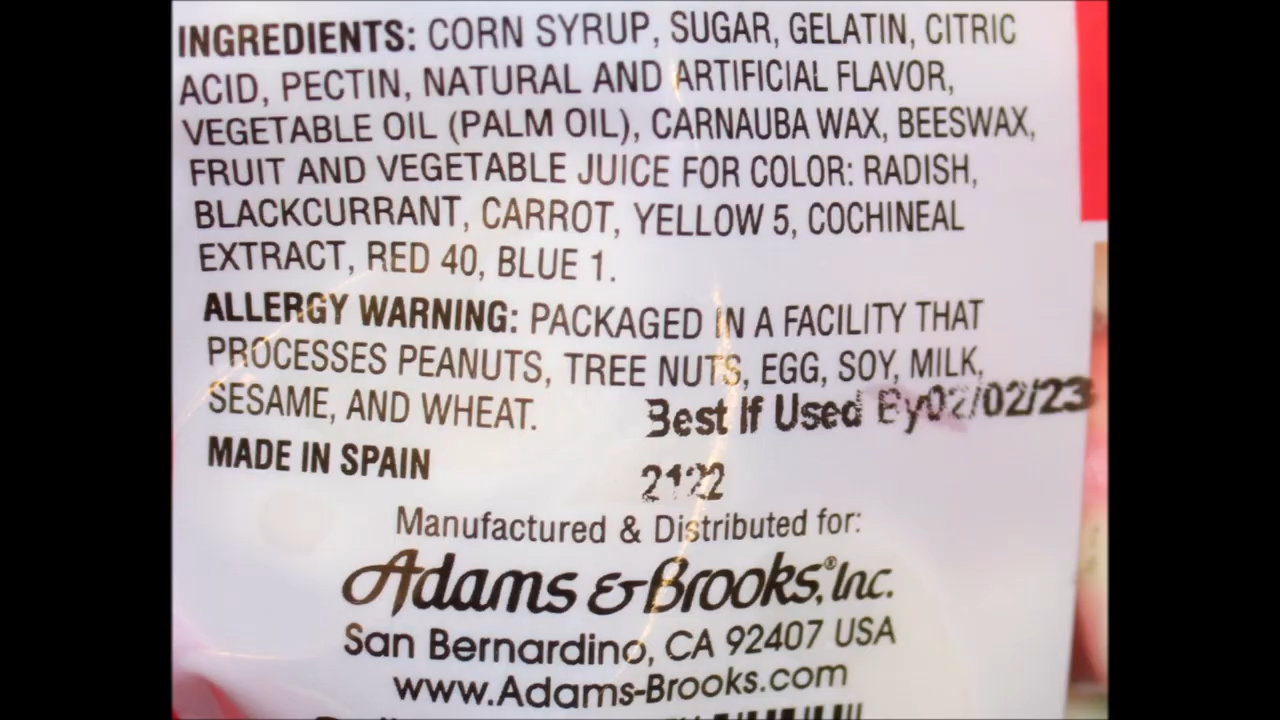 INGREDIENTS: CORN SYRUP, SUGAR, GELATIN, CITRIC
ACID, PECTIN, NATURAL AND ARTIFICIAL FLAVOR,
VEGETABLE OIL (PALM OIL), CARNAUBA WAX, BEESWAX,
FRUIT AND VEGETABLE JUICE FOR COLOR: RADISH,
BLACKCURRANT, CARROT, YELLOW 5, COCHINEAL
EXTRACT, RED 40, BLUE 1.
ALLERGY WARNING: PACKAGED IN A FACILITY THAT
PROCESSES PEANUTS, TREE NUTS, EGG, SOY, MILK,
SESAME, AND WHEAT.
Best If Used By02/02/23
MADE IN SPAIN
2122
Manufactured & Distributed for:
Adams & Brooks,® Inc.
San Bernardino, CA 92407 USA
www.Adams-Brooks.com